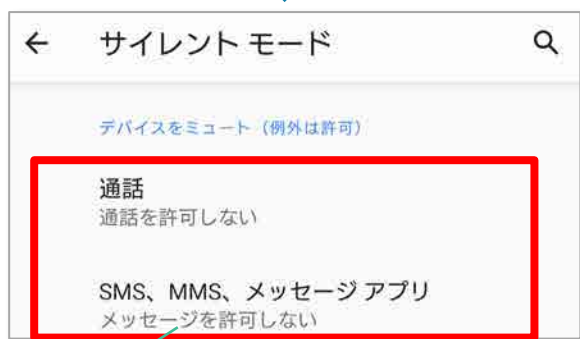 サイレント モード
デバイスをミュート（例外は許可）
通話
通話を許可しない
SMS、MMS、メッセージ アプリ
メッセージを許可しない